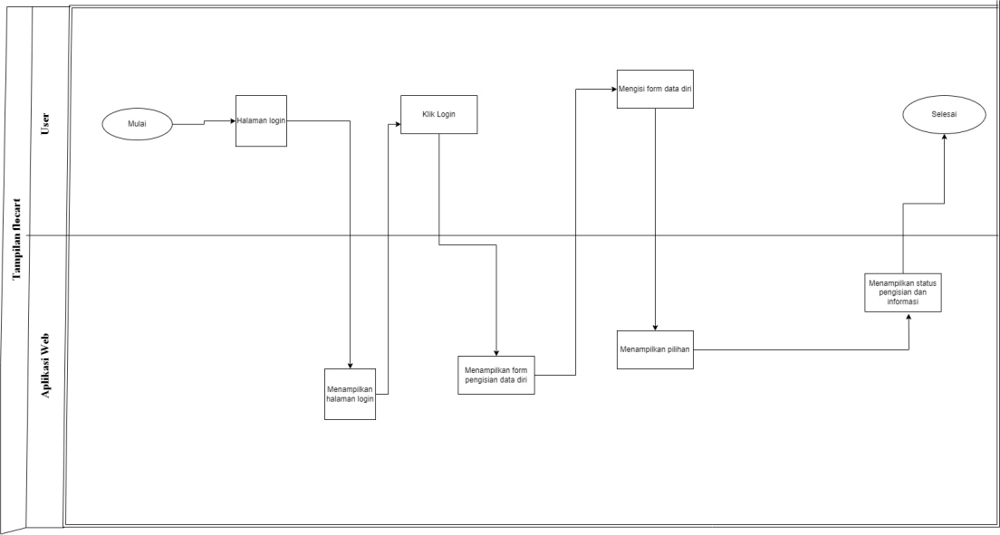 Tampilan flocart
User
Mulai
Halaman login
Klik Login
Mengisi form data diri
Selesai
Aplikasi Web
Menampilkan
halaman login
Menampilkan form
pengisian data diri
Menampilkan pilihan
Menampilkan status
pengisian dan
informasi